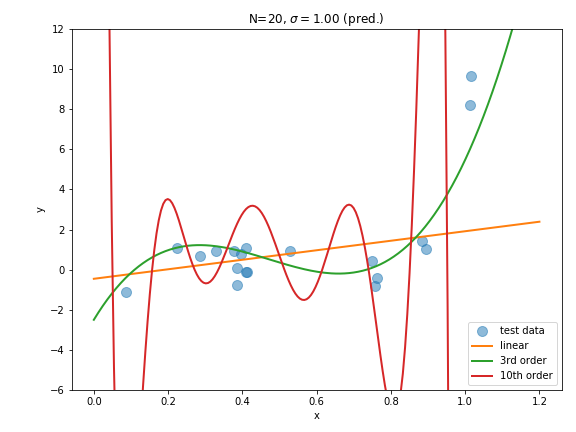 N=20, σ = 1.00 (pred.)
12
10
8
6
4
2
0
−2
−4
−6
y
0.0 0.2 0.4 0.6 0.8 1.0 1.2
x
test data
linear
3rd order
10th order